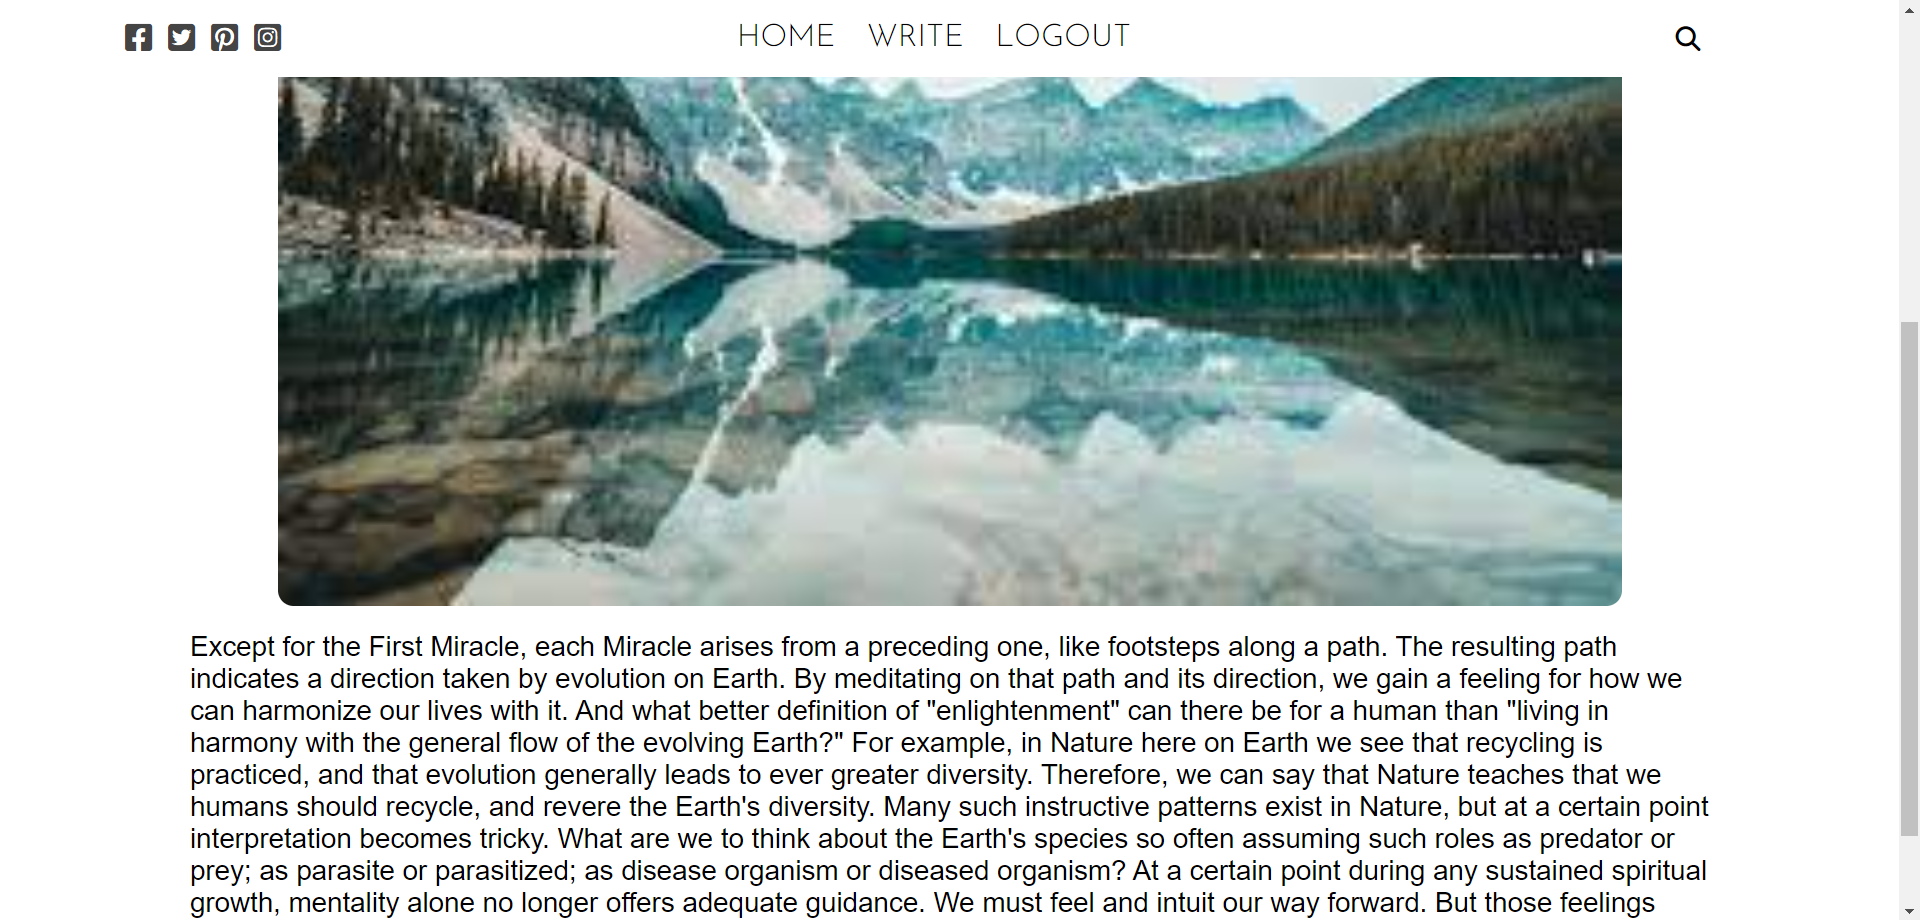 HOME WRITE LOGOUT
Except for the First Miracle, each Miracle arises from a preceding one, like footsteps along a path. The resulting path
indicates a direction taken by evolution on Earth. By meditating on that path and its direction, we gain a feeling for how we
can harmonize our lives with it. And what better definition of "enlightenment" can there be for a human than "living in
harmony with the general flow of the evolving Earth?" For example, in Nature here on Earth we see that recycling is
practiced, and that evolution generally leads to ever greater diversity. Therefore, we can say that Nature teaches that we
humans should recycle, and revere the Earth's diversity. Many such instructive patterns exist in Nature, but at a certain point
interpretation becomes tricky. What are we to think about the Earth's species so often assuming such roles as predator or
prey; as parasite or parasitized; as disease organism or diseased organism? At a certain point during any sustained spiritual
growth, mentality alone no longer offers adequate guidance. We must feel and intuit our way forward. But those feelings